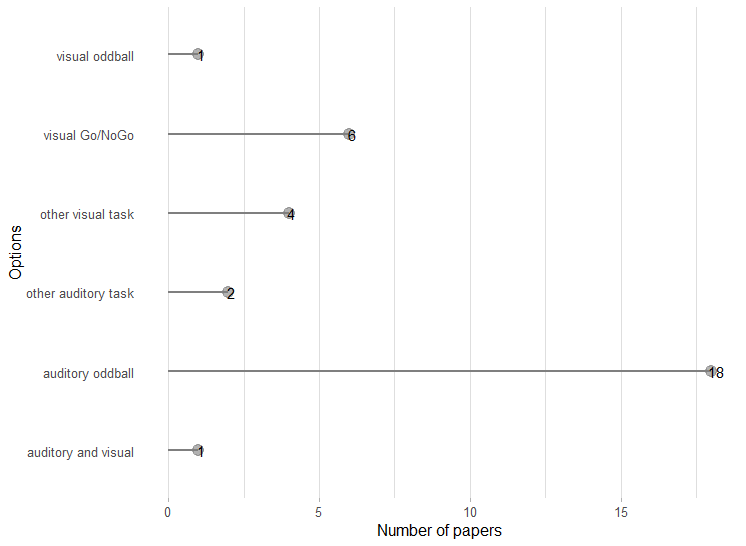 visual oddball
1
visual Go/NoGo
6
other visual task
4
Options
other auditory task
2
auditory oddball
18
auditory and visual
1
0
5
10
15
Number of papers